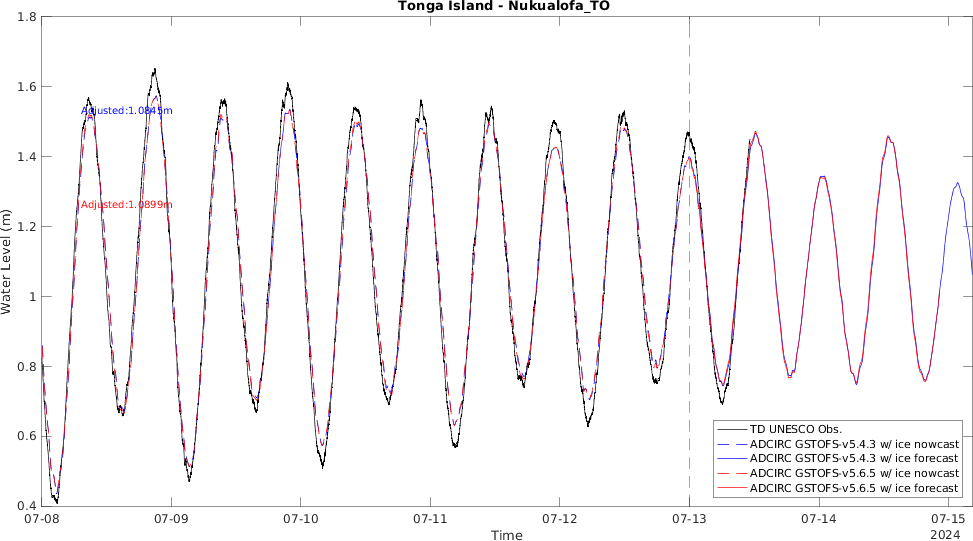 Tonga Island - Nukualofa_TO
1.8
1.6
1.4
1.2
1
0.8
0.6
0.4
Water Level (m)
Adjusted:1.0845m
Adjusted:1.0899m
TD UNESCO Obs.
ADCIRC GSTOFS-v5.4.3 w/ ice nowcast
ADCIRC GSTOFS-v5.4.3 w/ ice forecast
ADCIRC GSTOFS-v5.6.5 w/ ice nowcast
ADCIRC GSTOFS-v5.6.5 w/ ice forecast
07-08 07-09 07-10 07-11 07-12 07-13 07-14 07-15
2024
Time